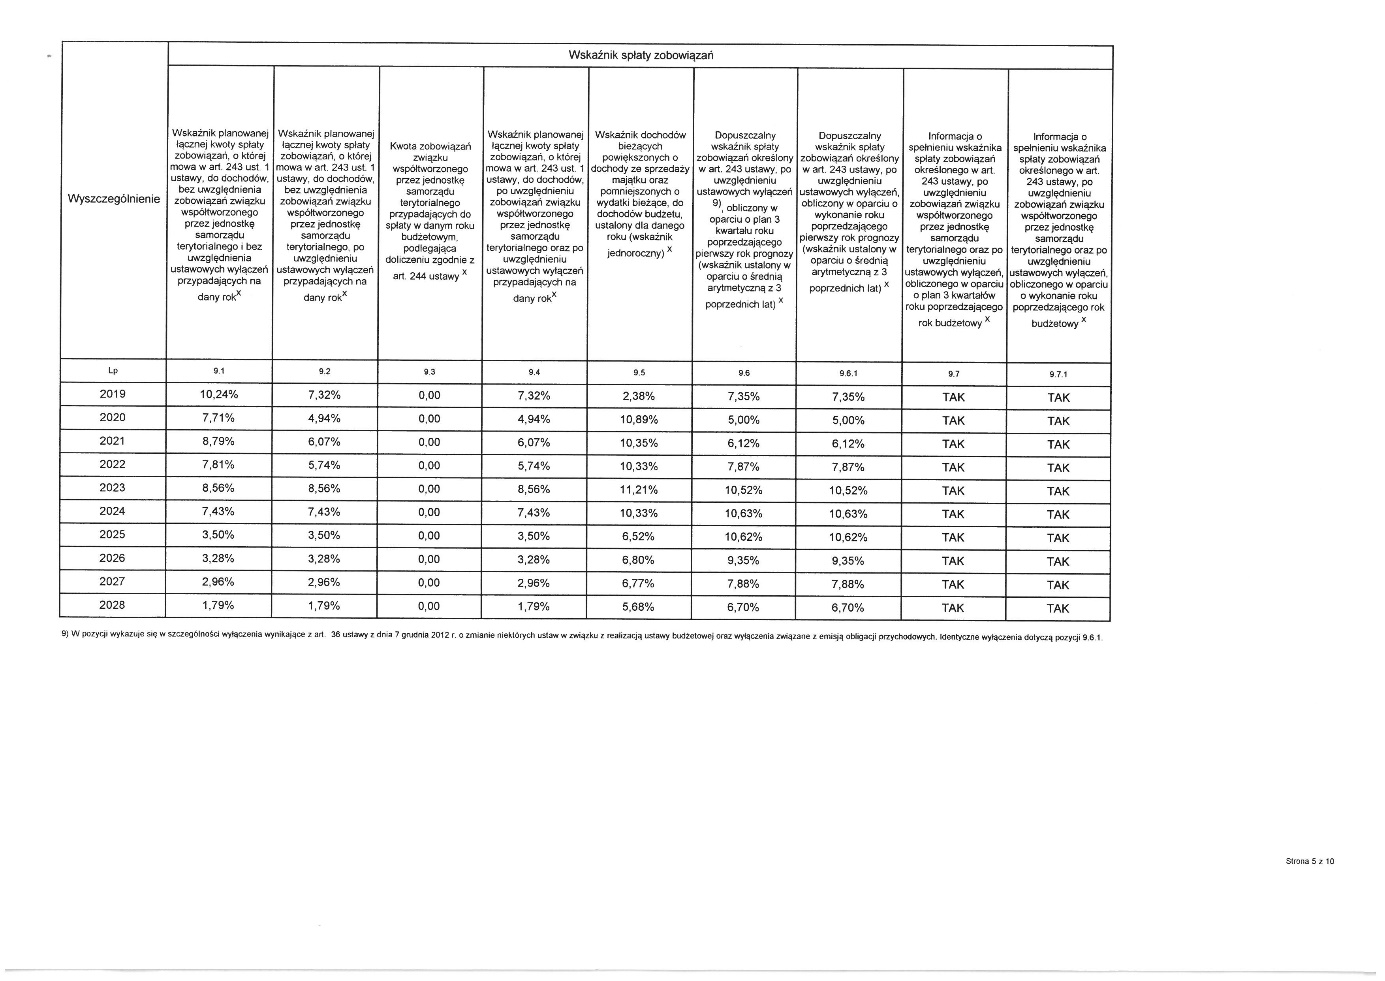 Wskaźnik spłaty zobowiązań
Wyszczególnienie
Wskaźnik planowanej
łącznej kwoty spłaty
zobowiązań, o której
mowa w art. 243 ust. 1
ustawy, do dochodów,
bez uwzględnienia
zobowiązań związku
współtworzonego
przez jednostkę
samorządu
terytorialnego i bez
uwzględnienia
ustawowych wyłączeń
przypadających na
dany rok x
Wskaźnik planowanej
łącznej kwoty spłaty
zobowiązań, o której
mowa w art. 243 ust. 1
ustawy, do dochodów,
bez uwzględnienia
zobowiązań związku
współtworzonego
przez jednostkę
samorządu
terytorialnego, po
uwzględnieniu
ustawowych wyłączeń
przypadających na
dany rok x
Kwota zobowiązań
związku
współtworzonego
przez jednostkę
samorządu
terytorialnego
przypadających do
spłaty w danym roku
budżetowym,
podlegająca
doliczeniu zgodnie z
art. 244 ustawy x
Wskaźnik planowanej
łącznej kwoty spłaty
zobowiązań, o której
mowa w art. 243 ust. 1
ustawy, do dochodów,
po uwzględnieniu
zobowiązań związku
współtworzonego
przez jednostkę
samorządu
terytorialnego oraz po
uwzględnieniu
ustawowych wyłączeń
przypadających na
dany rok x
Wskaźnik dochodów
bieżących
powiększonych o
dochody ze sprzedaży
majątku oraz
pomniejszonych o
wydatki bieżące, do
dochodów budżetu,
ustalony dla danego
roku (wskaźnik
jednoroczny) x
Dopuszczalny
wskaźnik spłaty
zobowiązań określony
w art. 243 ustawy, po
uwzględnieniu
ustawowych wyłączeń
9), obliczony w
oparciu o plan 3
kwartału roku
poprzedzającego
pierwszy rok prognozy
(wskaźnik ustalony w
oparciu o średnią
arytmetyczną z 3
poprzednich lat) x
Dopuszczalny
wskaźnik spłaty
zobowiązań określony
w art. 243 ustawy, po
uwzględnieniu
ustawowych wyłączeń,
obliczony w oparciu o
wykonanie roku
poprzedzającego
pierwszy rok prognozy
(wskaźnik ustalony w
oparciu o średnią
arytmetyczną z 3
poprzednich lat) x
Informacja o
spełnieniu wskaźnika
spłaty zobowiązań
określonego w art.
243 ustawy, po
uwzględnieniu
zobowiązań związku
współtworzonego
przez jednostkę
samorządu
terytorialnego oraz po
uwzględnieniu
ustawowych wyłączeń,
obliczonego w oparciu
o plan 3 kwartałów
roku poprzedzającego
rok budżetowy x
Informacja o
spełnieniu wskaźnika
spłaty zobowiązań
określonego w art.
243 ustawy, po
uwzględnieniu
zobowiązań związku
współtworzonego
przez jednostkę
samorządu
terytorialnego oraz po
uwzględnieniu
ustawowych wyłączeń,
obliczonego w oparciu
o wykonanie roku
poprzedzającego rok
budżetowy x
Lp 9.1 9.2 9.3 9.4 9.5 9.6 9.6.1 9.7 9.7.1
2019 10,24% 7,32% 0,00 7,32% 2,38% 7,35% 7,35% TAK TAK
2020 7,71% 4,94% 0,00 4,94% 10,89% 5,00% 5,00% TAK TAK
2021 8,79% 6,07% 0,00 6,07% 10,35% 6,12% 6,12% TAK TAK
2022 7,81% 5,74% 0,00 5,74% 10,33% 7,87% 7,87% TAK TAK
2023 8,56% 8,56% 0,00 8,56% 11,21% 10,52% 10,52% TAK TAK
2024 7,43% 7,43% 0,00 7,43% 10,33% 10,63% 10,63% TAK TAK
2025 3,50% 3,50% 0,00 3,50% 6,52% 10,62% 10,62% TAK TAK
2026 3,28% 3,28% 0,00 3,28% 6,80% 9,35% 9,35% TAK TAK
2027 2,96% 2,96% 0,00 2,96% 6,77% 7,88% 7,88% TAK TAK
2028 1,79% 1,79% 0,00 1,79% 5,68% 6,70% 6,70% TAK TAK
9) W pozycji wykazuje się w szczególności wyłączenia wynikające z art. 36 ustawy z dnia 7 grudnia 2012 r. o zmianie niektórych ustaw w związku z realizacją ustawy budżetowej oraz wyłączenia związane z emisją obligacji przychodowych. Identyczne wyłączenia dotyczą pozycji 9.6.1.
Strona 5 z 10